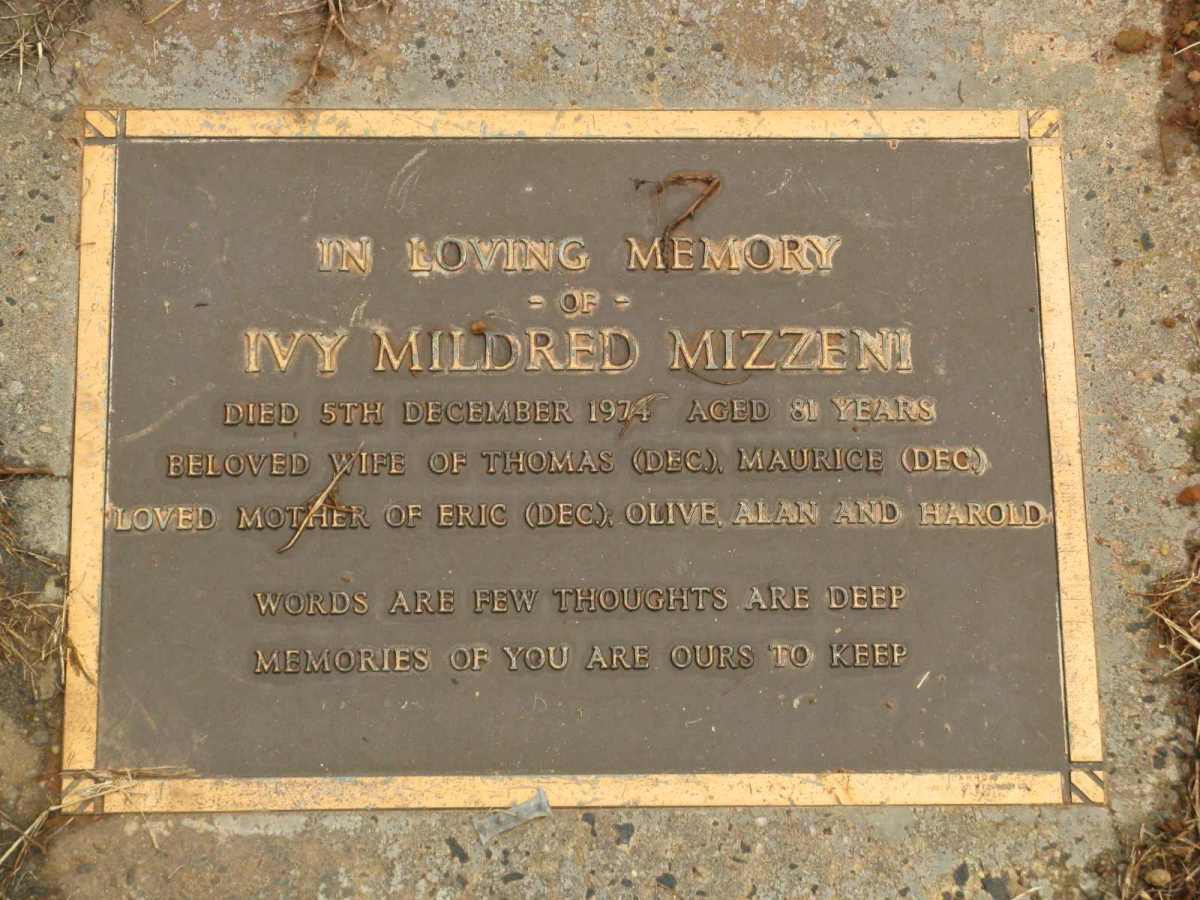 IN LOVING MEMORY
- OF -
IVY MILDRED MIZZENI
DIED 5TH DECEMBER 1974 AGED 81 YEARS
BELOVED WIFE OF THOMAS (DEC.), MAURICE (DEC.)
LOVED MOTHER OF ERIC (DEC.), OLIVE, ALAN AND HAROLD.
WORDS ARE FEW THOUGHTS ARE DEEP
MEMORIES OF YOU ARE OURS TO KEEP